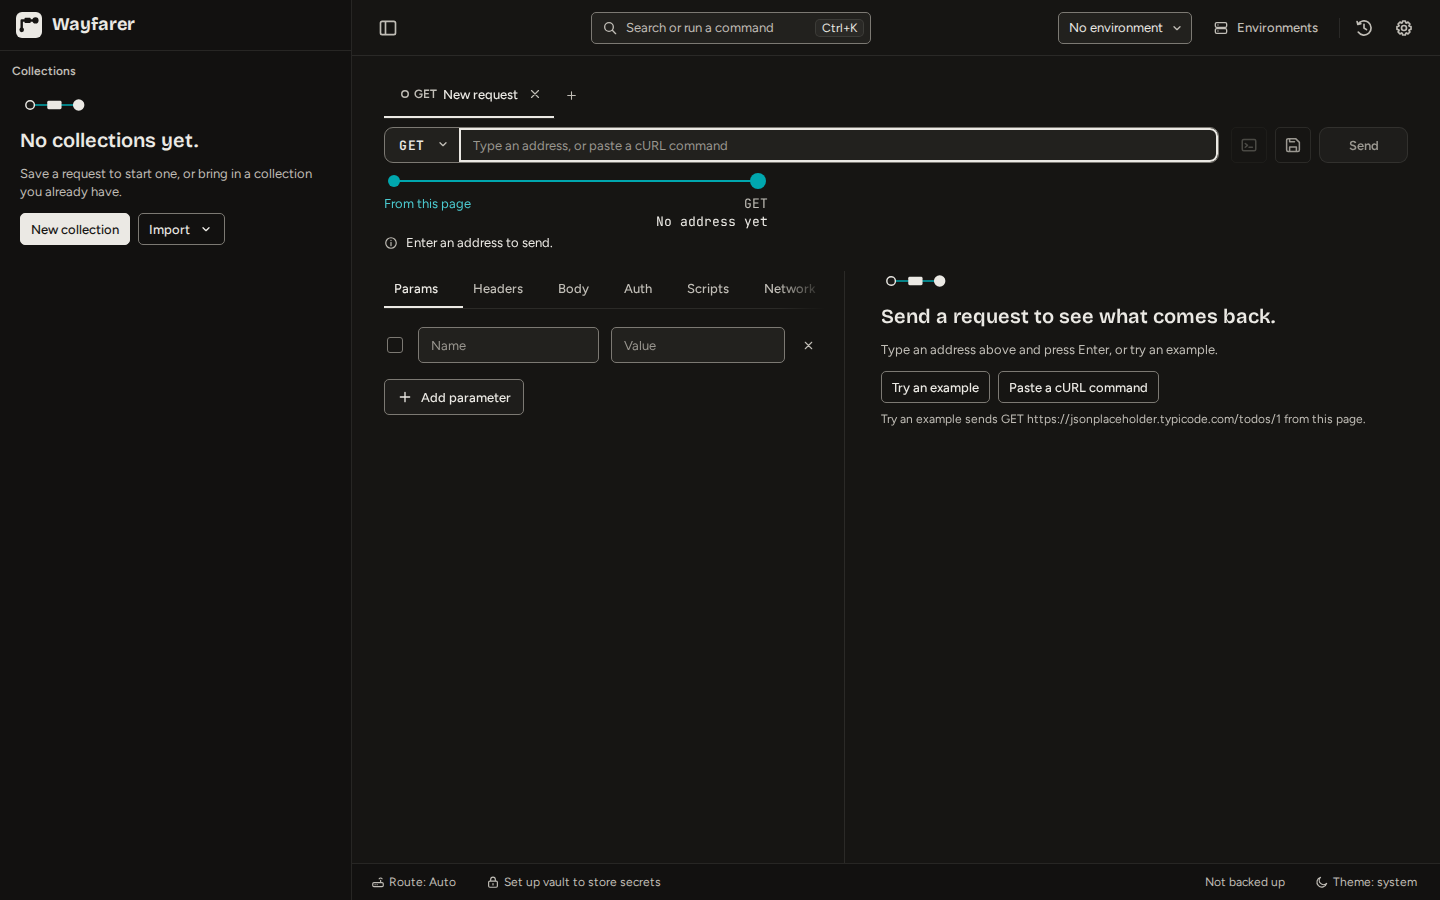 Wayfarer
Search or run a command
Ctrl+K
No environment
Environments
Collections
No collections yet.
Save a request to start one, or bring in a collection
you already have.
New collection
Import
GET New request
GET
Type an address, or paste a cURL command
Send
From this page
GET
No address yet
Enter an address to send.
Params
Headers
Body
Auth
Scripts
Network
Name
Value
Add parameter
Send a request to see what comes back.
Type an address above and press Enter, or try an example.
Try an example
Paste a cURL command
Try an example sends GET https://jsonplaceholder.typicode.com/todos/1 from this page.
Route: Auto
Set up vault to store secrets
Not backed up
Theme: system